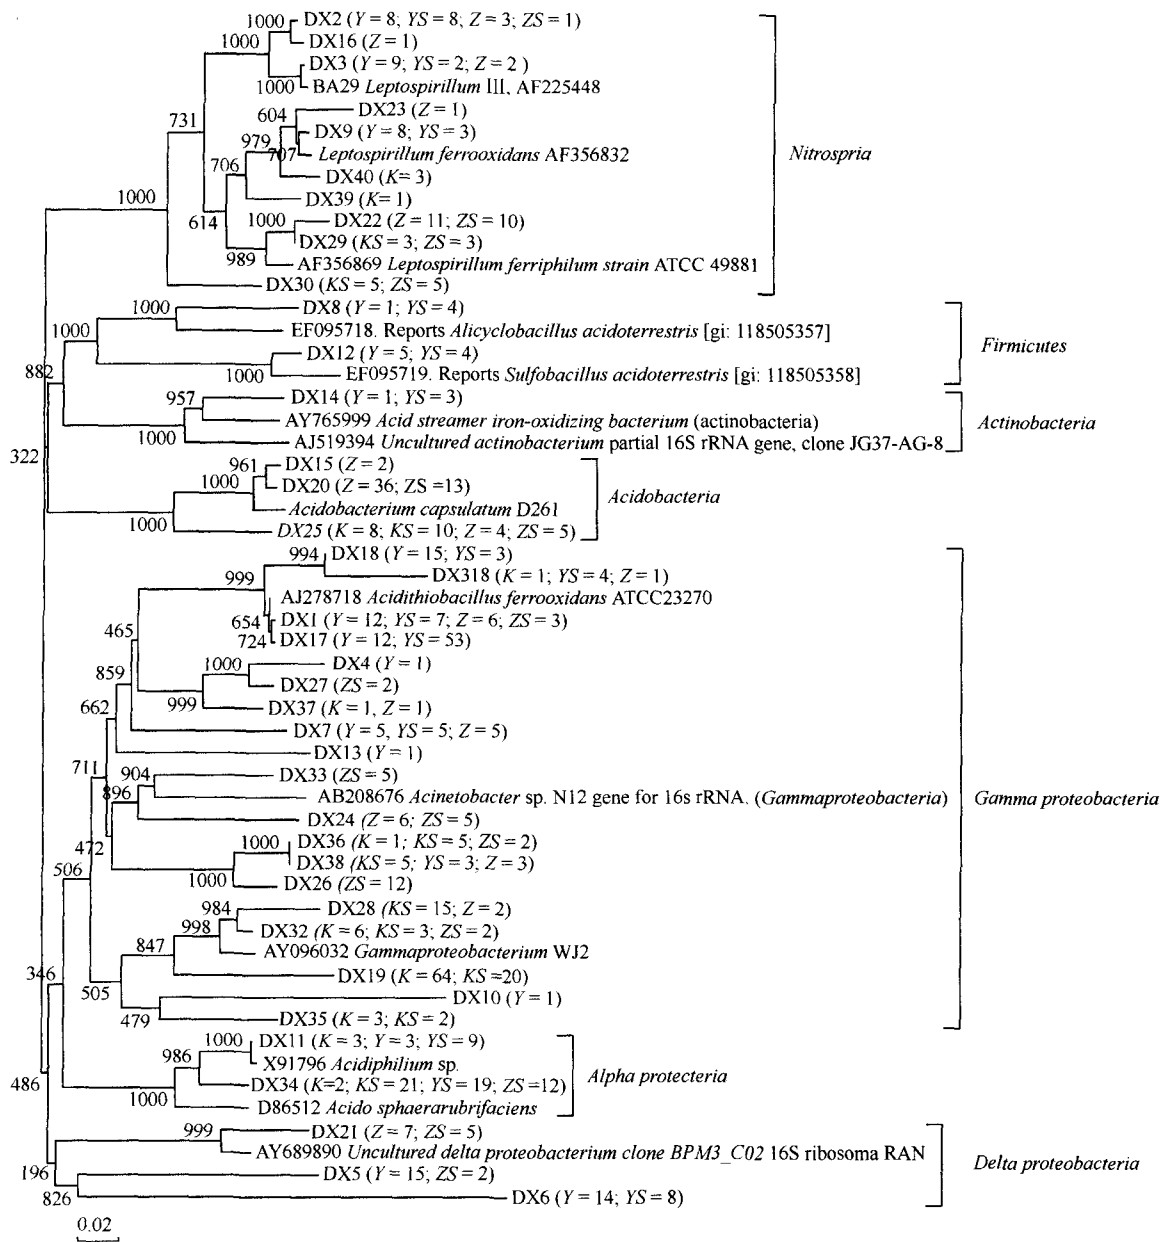 1000 DX2 (Y = 8; YS = 8; Z = 3; ZS = 1)
1000 DX16 (Z = 1)
DX3 (Y = 9; YS = 2; Z = 2 )
1000 BA29 Leptospirillum III, AF225448
604 DX23 (Z = 1)
731 979 DX9 (Y = 8; YS = 3)
707 Leptospirillum ferrooxidans AF356832
Nitrospria
706 DX40 (K= 3)
1000 DX39 (K= 1)
614 1000 DX22 (Z = 11; ZS = 10)
DX29 (KS = 3; ZS = 3)
989 AF356869 Leptospirillum ferriphilum strain ATCC 49881
DX30 (KS = 5; ZS = 5)
1000 DX8 (Y = 1; YS = 4)
1000 EF095718. Reports Alicyclobacillus acidoterrestris [gi: 118505357]
Firmicutes
DX12 (Y = 5; YS = 4)
882 1000 EF095719. Reports Sulfobacillus acidoterrestris [gi: 118505358]
957 DX14 (Y = 1; YS = 3)
AY765999 Acid streamer iron-oxidizing bacterium (actinobacteria)
Actinobacteria
1000 AJ519394 Uncultured actinobacterium partial 16S rRNA gene, clone JG37-AG-8
322
961 DX15 (Z = 2)
1000 DX20 (Z = 36; ZS =13)
Acidobacteria
Acidobacterium capsulatum D261
1000 DX25 (K = 8; KS = 10; Z = 4; ZS = 5)
994 DX18 (Y = 15; YS = 3)
999 DX318 (K = 1; YS = 4; Z = 1)
AJ278718 Acidithiobacillus ferrooxidans ATCC23270
654 DX1 (Y = 12; YS = 7; Z = 6; ZS = 3)
465 724 DX17 (Y = 12; YS = 53)
1000 DX4 (Y = 1)
859 DX27 (ZS = 2)
999 DX37 (K = 1, Z = 1)
662 DX7 (Y = 5, YS = 5; Z = 5)
DX13 (Y = 1)
711 904 DX33 (ZS = 5)
896 AB208676 Acinetobacter sp. N12 gene for 16s rRNA. (Gammaproteobacteria)
Gamma proteobacteria
DX24 (Z = 6; ZS = 5)
472 1000 DX36 (K = 1; KS = 5; ZS = 2)
DX38 (KS = 5; YS = 3; Z = 3)
506 1000 DX26 (ZS = 12)
984 DX28 (KS = 15; Z = 2)
998 DX32 (K = 6; KS = 3; ZS = 2)
847 AY096032 Gammaproteobacterium WJ2
346 DX19 (K = 64; KS =20)
505 DX10 (Y = 1)
479 DX35 (K = 3; KS = 2)
1000 DX11 (K = 3; Y = 3; YS = 9)
986 X91796 Acidiphilium sp.
486 DX34 (K=2; KS = 21; YS = 19; ZS =12)
Alpha protecteria
1000 D86512 Acido sphaerarubrifaciens
999 DX21 (Z = 7; ZS = 5)
AY689890 Uncultured delta proteobacterium clone BPM3_C02 16S ribosoma RAN
Delta proteobacteria
196 DX5 (Y = 15; ZS = 2)
826 DX6 (Y = 14; YS = 8)
0.02